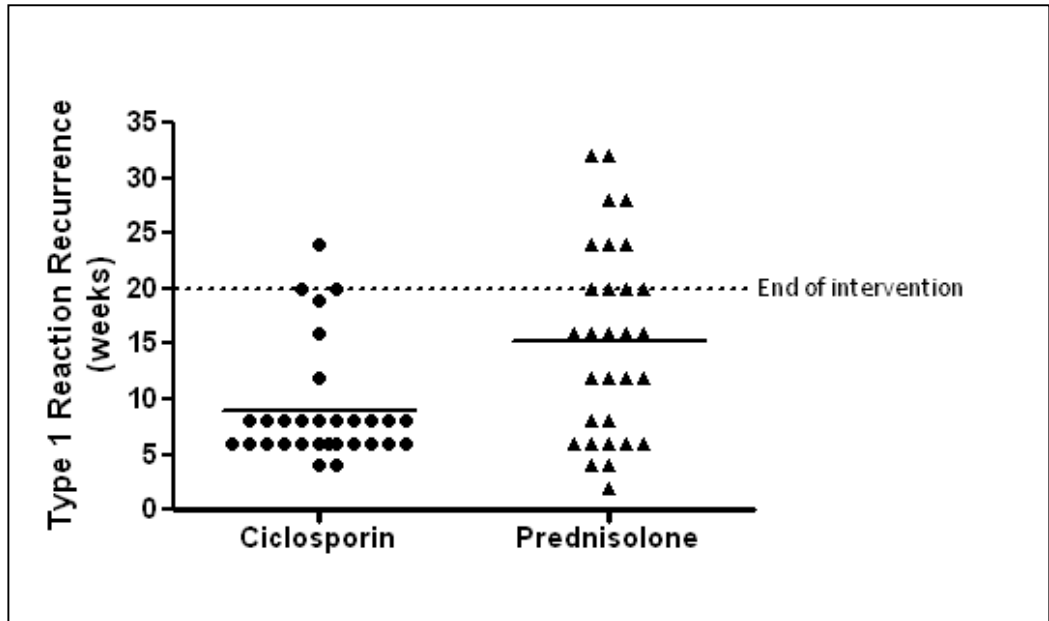 Type 1 Reaction Recurrence
(weeks)
35
30
25
20
15
10
5
0
End of intervention
Ciclosporin
Prednisolone